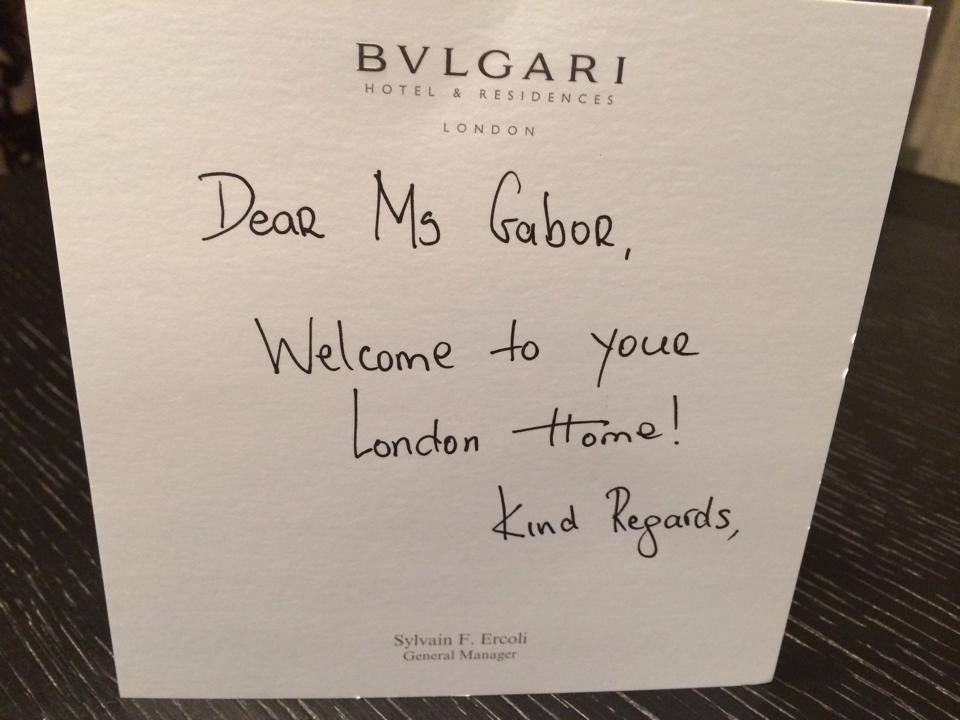 BVLGARI
HOTEL & RESIDENCES
LONDON
Dear Ms Gabor,
Welcome to your
London Home!
Kind Regards,
Sylvain F. Ercoli
General Manager